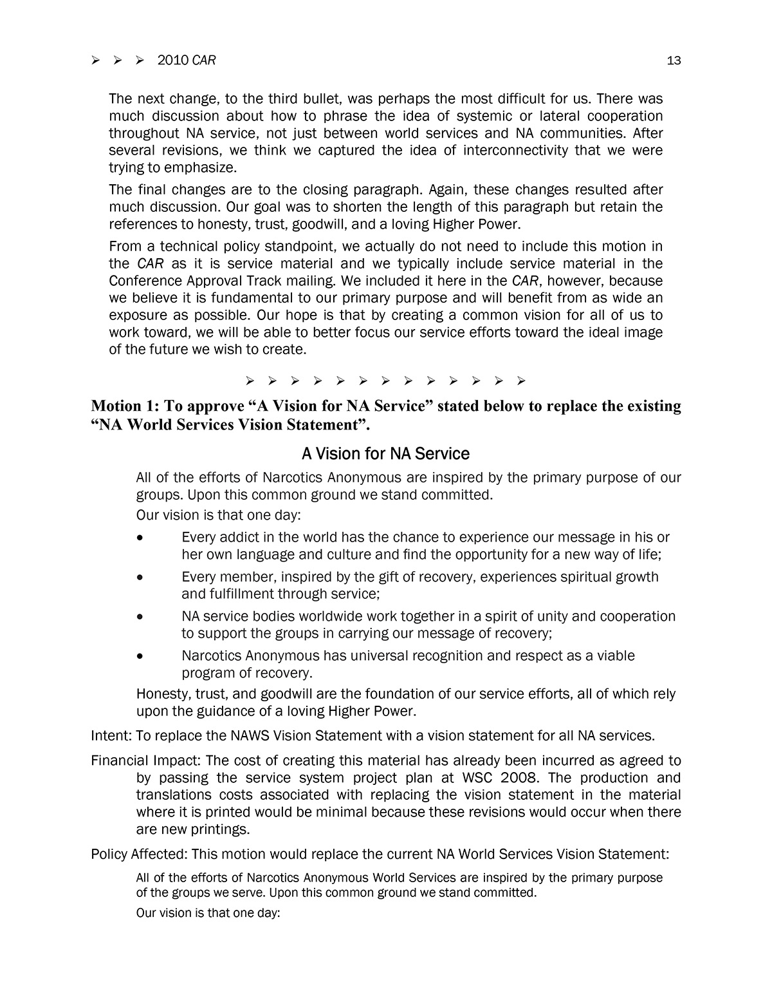 ➢ ➢ ➢ 2010 CAR 13
The next change, to the third bullet, was perhaps the most difficult for us. There was
much discussion about how to phrase the idea of systemic or lateral cooperation
throughout NA service, not just between world services and NA communities. After
several revisions, we think we captured the idea of interconnectivity that we were
trying to emphasize.
The final changes are to the closing paragraph. Again, these changes resulted after
much discussion. Our goal was to shorten the length of this paragraph but retain the
references to honesty, trust, goodwill, and a loving Higher Power.
From a technical policy standpoint, we actually do not need to include this motion in
the CAR as it is service material and we typically include service material in the
Conference Approval Track mailing. We included it here in the CAR, however, because
we believe it is fundamental to our primary purpose and will benefit from as wide an
exposure as possible. Our hope is that by creating a common vision for all of us to
work toward, we will be able to better focus our service efforts toward the ideal image
of the future we wish to create.
➢ ➢ ➢ ➢ ➢ ➢ ➢ ➢ ➢ ➢ ➢ ➢ ➢
Motion 1: To approve “A Vision for NA Service” stated below to replace the existing
“NA World Services Vision Statement”.
A Vision for NA Service
All of the efforts of Narcotics Anonymous are inspired by the primary purpose of our
groups. Upon this common ground we stand committed.
Our vision is that one day:
• Every addict in the world has the chance to experience our message in his or
her own language and culture and find the opportunity for a new way of life;
• Every member, inspired by the gift of recovery, experiences spiritual growth
and fulfillment through service;
• NA service bodies worldwide work together in a spirit of unity and cooperation
to support the groups in carrying our message of recovery;
• Narcotics Anonymous has universal recognition and respect as a viable
program of recovery.
Honesty, trust, and goodwill are the foundation of our service efforts, all of which rely
upon the guidance of a loving Higher Power.
Intent: To replace the NAWS Vision Statement with a vision statement for all NA services.
Financial Impact: The cost of creating this material has already been incurred as agreed to
by passing the service system project plan at WSC 2008. The production and
translations costs associated with replacing the vision statement in the material
where it is printed would be minimal because these revisions would occur when there
are new printings.
Policy Affected: This motion would replace the current NA World Services Vision Statement:
All of the efforts of Narcotics Anonymous World Services are inspired by the primary purpose
of the groups we serve. Upon this common ground we stand committed.
Our vision is that one day: